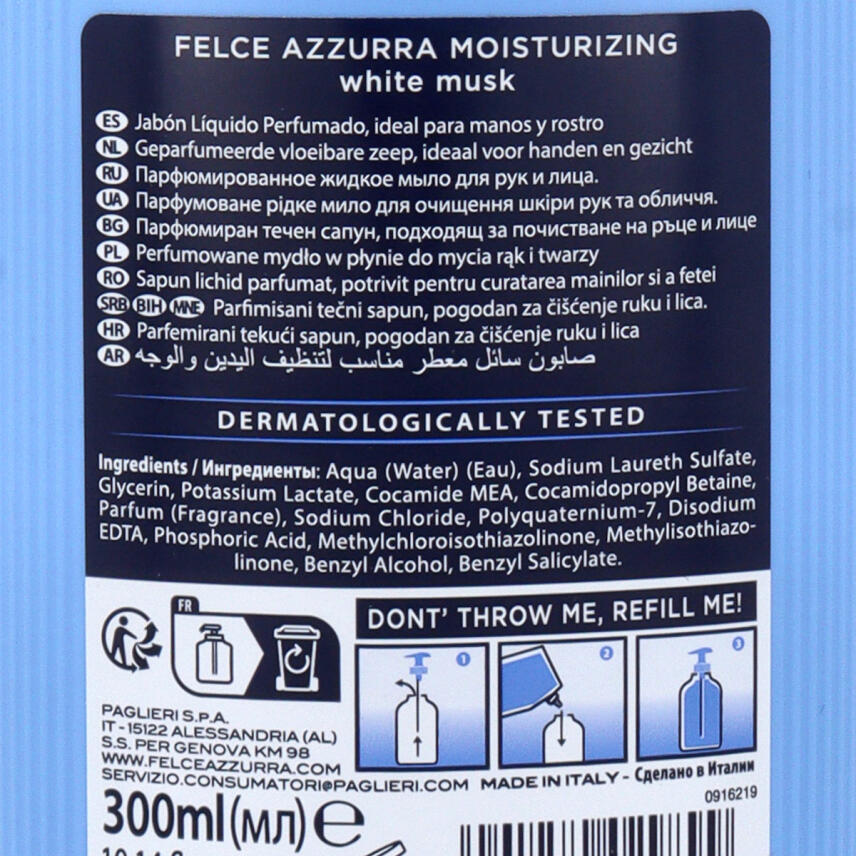 FELCE AZZURRA MOISTURIZING
white musk
ES Jabón Líquido Perfumado, ideal para manos y rostro
NL Geparfumeerde vloeibare zeep, ideaal voor handen en gezicht
RU Парфюмированное жидкое мыло для рук и лица.
UA Парфумоване рідке мило для очищення шкіри рук та обличчя.
BG Парфюмиран течен сапун, подходящ за почистване на ръце и лице
PL Perfumowane mydło w płynie do mycia rąk i twarzy
RO Sapun lichid parfumat, potrivit pentru curatarea mainilor si a fetei
SRB BIH MNE Parfimisani tečni sapun, pogodan za čišćenje ruku i lica.
HR Parfemirani tekući sapun, pogodan za čišćenje ruku i lica
AR صابون سائل معطر مناسب لتنظيف اليدين والوجه
DERMATOLOGICALLY TESTED
Ingredients / Ингредиенты: Aqua (Water) (Eau), Sodium Laureth Sulfate,
Glycerin, Potassium Lactate, Cocamide MEA, Cocamidopropyl Betaine,
Parfum (Fragrance), Sodium Chloride, Polyquaternium-7, Disodium
EDTA, Phosphoric Acid, Methylchloroisothiazolinone, Methylisothiazo-
linone, Benzyl Alcohol, Benzyl Salicylate.
FR
DONT' THROW ME, REFILL ME!
1
2
3
PAGLIERI S.P.A.
IT-15122 ALESSANDRIA (AL)
S.S. PER GENOVA KM 98
WWW.FELCEAZZURRA.COM
SERVIZIO.CONSUMATORI@PAGLIERI.COM MADE IN ITALY - Сделано в Италии
0916219
300ml (мл) e